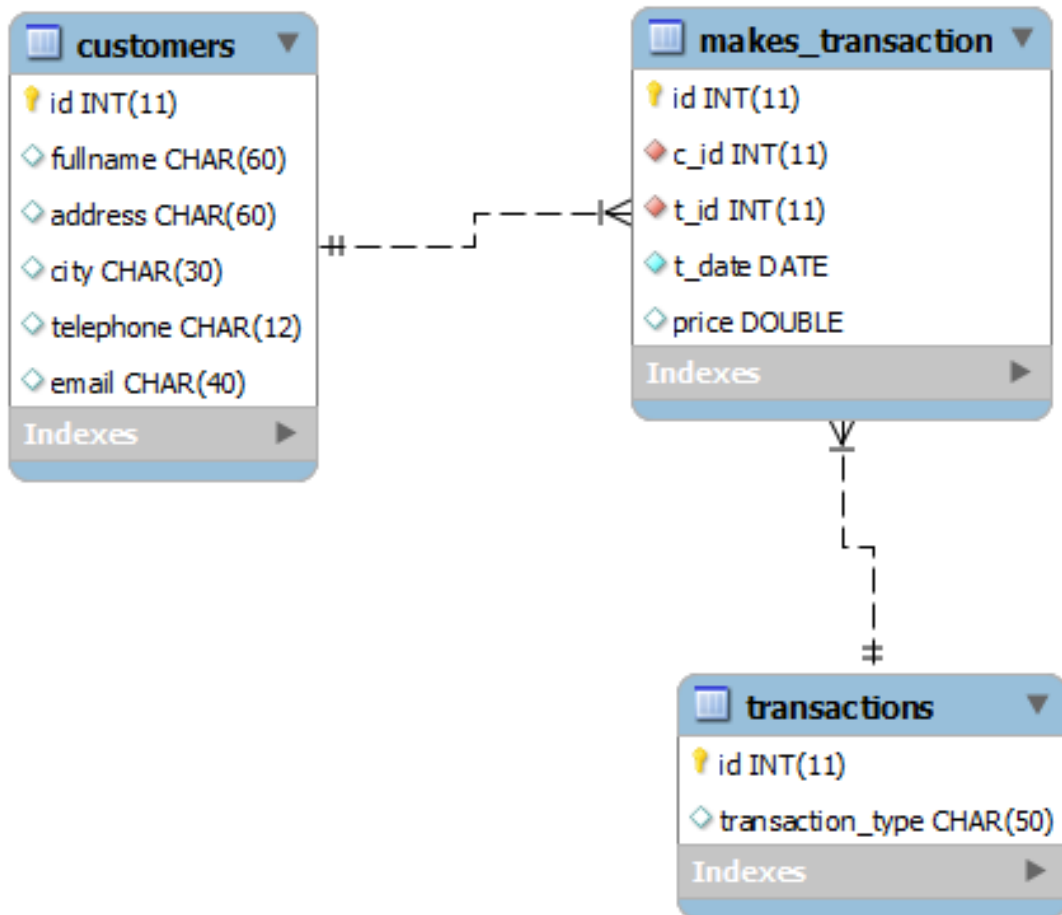 customers
id INT(11)
fullname CHAR(60)
address CHAR(60)
city CHAR(30)
telephone CHAR(12)
email CHAR(40)
Indexes
makes_transaction
id INT(11)
c_id INT(11)
t_id INT(11)
t_date DATE
price DOUBLE
Indexes
transactions
id INT(11)
transaction_type CHAR(50)
Indexes